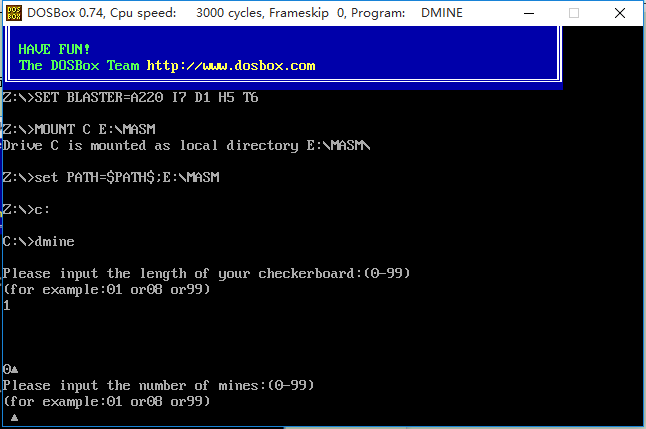 DOSBox 0.74, Cpu speed:    3000 cycles, Frameskip  0, Program:    DMINE
HAVE FUN!
The DOSBox Team http://www.dosbox.com
Z:\>SET BLASTER=A220 I7 D1 H5 T6
Z:\>MOUNT C E:\MASM
Drive C is mounted as local directory E:\MASM\
Z:\>set PATH=$PATH$;E:\MASM
Z:\>c:
C:\>dmine
Please input the length of your checkerboard:(0-99)
(for example:01 or08 or99)
1
0▲
Please input the number of mines:(0-99)
(for example:01 or08 or99)
▲